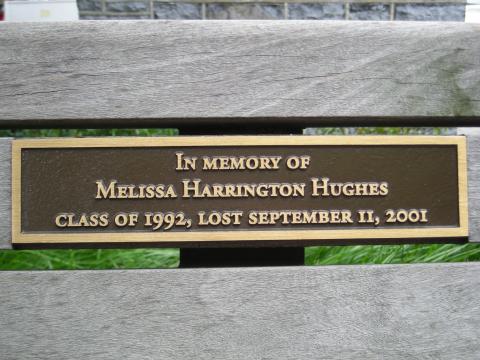 In memory of
Melissa Harrington Hughes
class of 1992, lost september 11, 2001